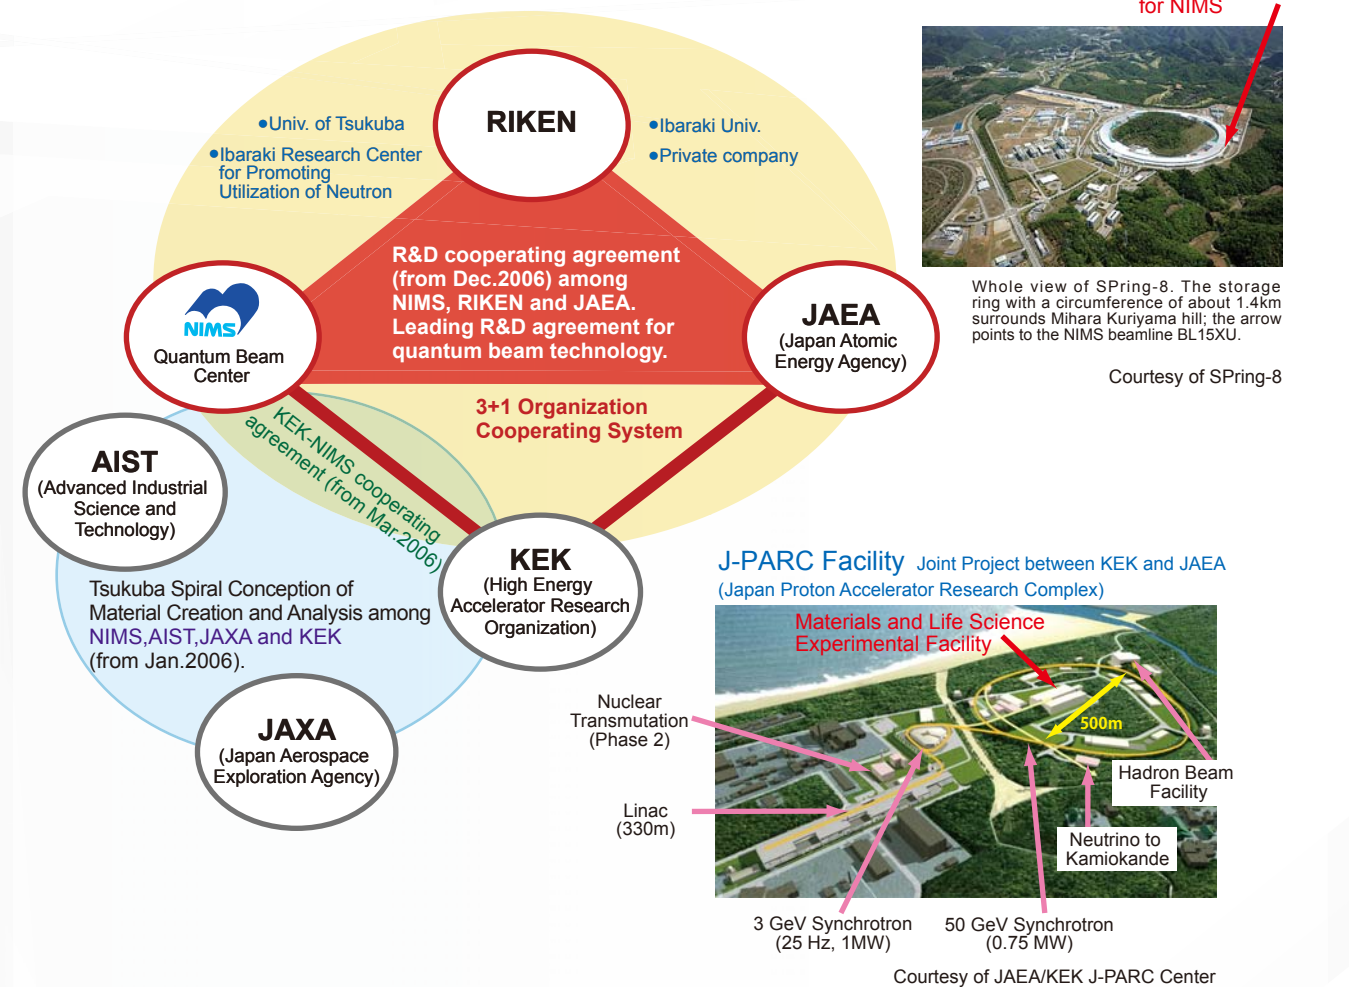 for NIMS
RIKEN
•Univ. of Tsukuba
•Ibaraki Research Center
for Promoting
Utilization of Neutron
•Ibaraki Univ.
•Private company
R&D cooperating agreement
(from Dec.2006) among
NIMS, RIKEN and JAEA.
Leading R&D agreement for
quantum beam technology.
NIMS
Quantum Beam
Center
JAEA
(Japan Atomic
Energy Agency)
Whole view of SPring-8. The storage
ring with a circumference of about 1.4km
surrounds Mihara Kuriyama hill; the arrow
points to the NIMS beamline BL15XU.
Courtesy of SPring-8
3+1 Organization
Cooperating System
KEK-NIMS cooperating
agreement (from Mar.2006)
AIST
(Advanced Industrial
Science and
Technology)
KEK
(High Energy
Accelerator Research
Organization)
Tsukuba Spiral Conception of
Material Creation and Analysis among
NIMS,AIST,JAXA and KEK
(from Jan.2006).
JAXA
(Japan Aerospace
Exploration Agency)
J-PARC Facility Joint Project between KEK and JAEA
(Japan Proton Accelerator Research Complex)
Materials and Life Science
Experimental Facility
500m
Nuclear
Transmutation
(Phase 2)
Linac
(330m)
Hadron Beam
Facility
Neutrino to
Kamiokande
3 GeV Synchrotron
(25 Hz, 1MW)
50 GeV Synchrotron
(0.75 MW)
Courtesy of JAEA/KEK J-PARC Center